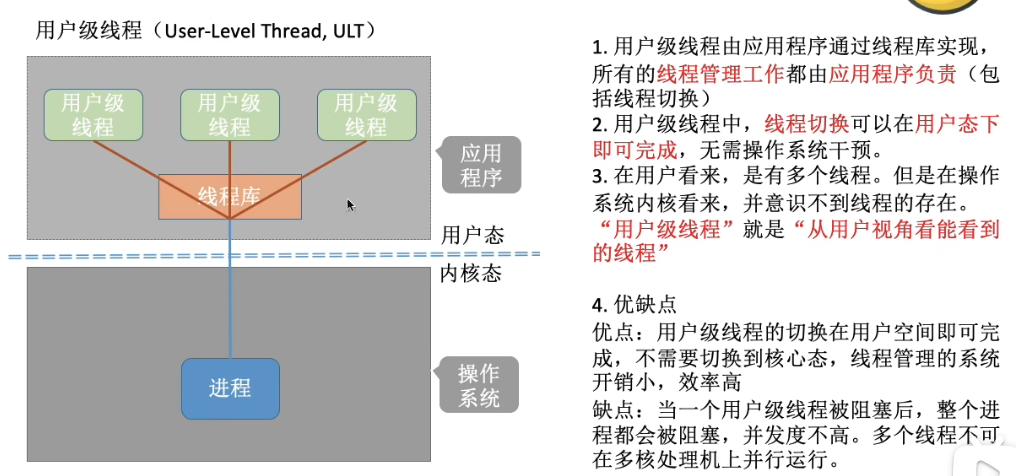 用户级线程（User-Level Thread, ULT）
用户级
线程
用户级
线程
用户级
线程
线程库
应用
程序
用户态
内核态
进程
操作
系统
1. 用户级线程由应用程序通过线程库实现，
所有的线程管理工作都由应用程序负责（包
括线程切换）
2. 用户级线程中，线程切换可以在用户态下
即可完成，无需操作系统干预。
3. 在用户看来，是有多个线程。但是在操作
系统内核看来，并意识不到线程的存在。
“用户级线程”就是“从用户视角看能看到
的线程”
4. 优缺点
优点：用户级线程的切换在用户空间即可完
成，不需要切换到核心态，线程管理的系统
开销小，效率高
缺点：当一个用户级线程被阻塞后，整个进
程都会被阻塞，并发度不高。多个线程不可
在多核处理机上并行运行。